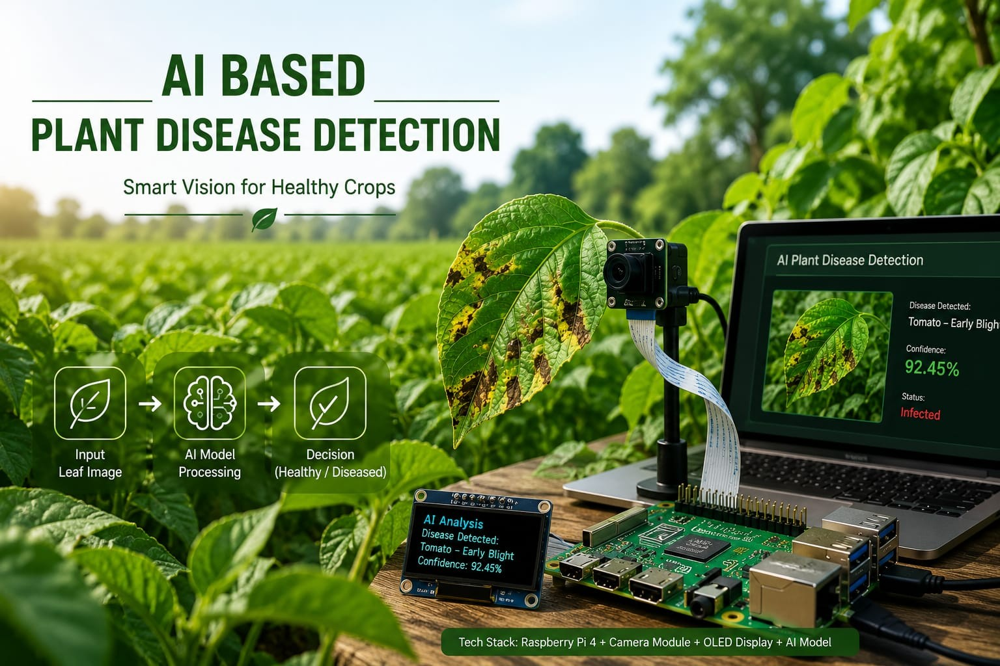 AI BASED
PLANT DISEASE DETECTION
Smart Vision for Healthy Crops
Input
Leaf Image
AI Model
Processing
Decision
(Healthy / Diseased)
AI Plant Disease Detection
Disease Detected:
Tomato – Early Bligh
Confidence:
92.45%
Status:
Infected
AI Analysis
Disease Detected:
Tomato – Early Blight
Confidence: 92.45%
Tech Stack: Raspberry Pi 4 + Camera Module + OLED Display + AI Model